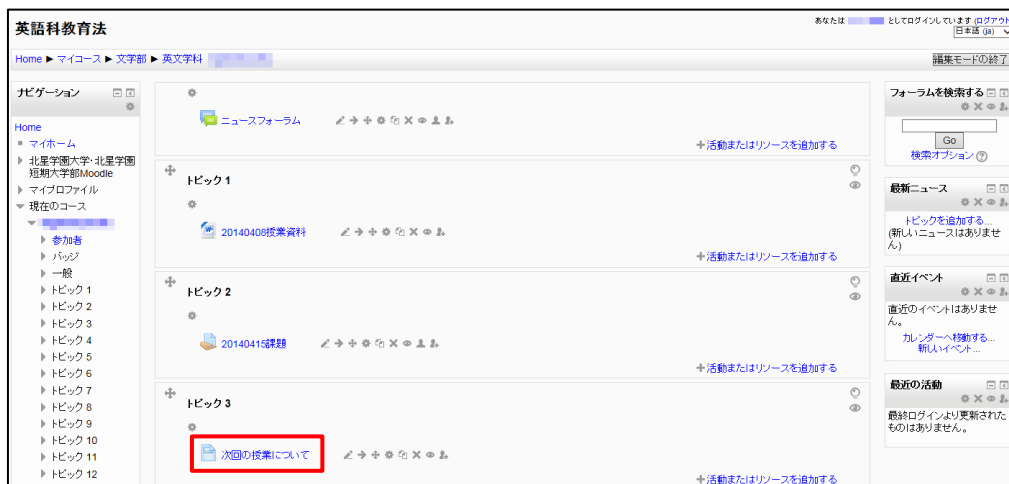 英語科教育法
あなたは としてログインしています (ログアウト
日本語 (ja)
Home ► マイコース ► 文学部 ► 英文学科
編集モードの終了
ナビゲーション
Home
マイホーム
北星学園大学・北星学園
短期大学部Moodle
マイプロファイル
現在のコース
参加者
バッジ
一般
トピック 1
トピック 2
トピック 3
トピック 4
トピック 5
トピック 6
トピック 7
トピック 8
トピック 9
トピック 10
トピック 11
トピック 12
ニュースフォーラム
+活動またはリソースを追加する
トピック 1
20140408授業資料
+活動またはリソースを追加する
トピック 2
20140415課題
+活動またはリソースを追加する
トピック 3
次回の授業について
+活動またはリソースを追加する
フォーラムを検索する
Go
検索オプション
最新ニュース
トピックを追加する...
(新しいニュースはありませ
ん)
直近イベント
直近のイベントはありませ
ん。
カレンダーへ移動する...
新しいイベント...
最近の活動
最終ログインより更新された
ものはありません。